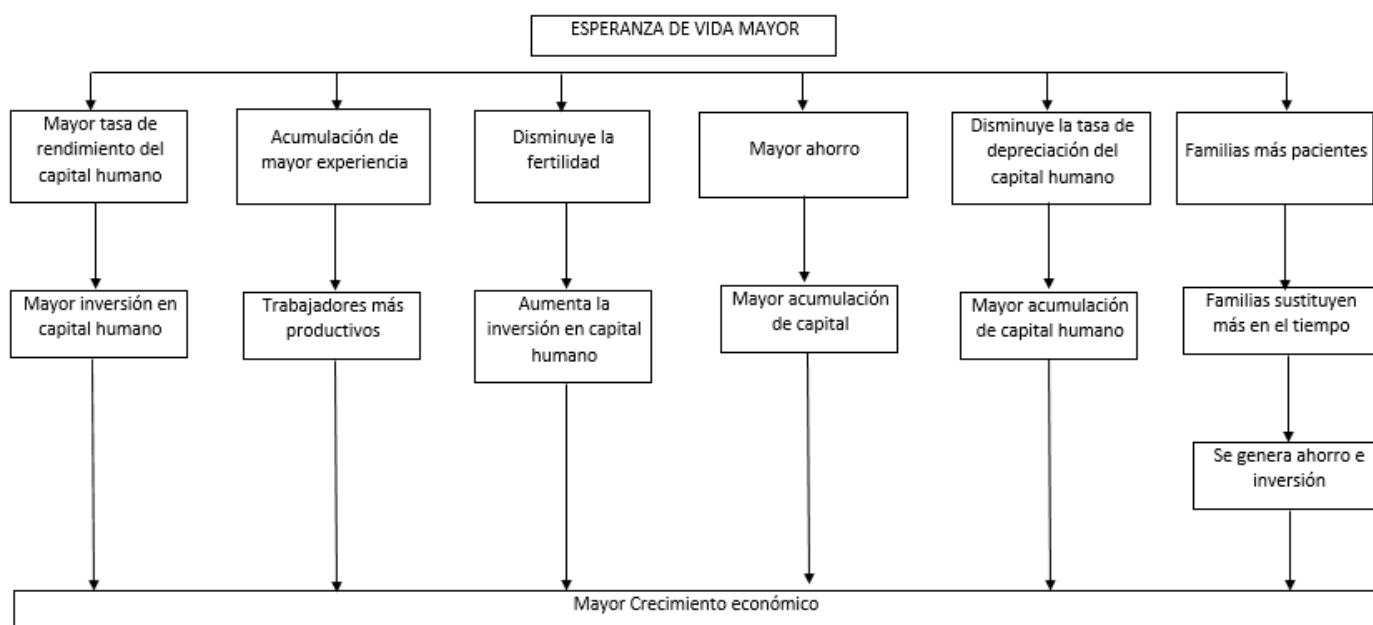 ESPERANZA DE VIDA MAYOR
Mayor tasa de
rendimiento del
capital humano
Acumulación de
mayor experiencia
Disminuye la
fertilidad
Mayor ahorro
Disminuye la tasa de
depreciación del
capital humano
Familias más pacientes
Mayor inversión en
capital humano
Trabajadores más
productivos
Aumenta la
inversión en capital
humano
Mayor acumulación
de capital
Mayor acumulación
de capital humano
Familias sustituyen
más en el tiempo
Se genera ahorro e
inversión
Mayor Crecimiento económico